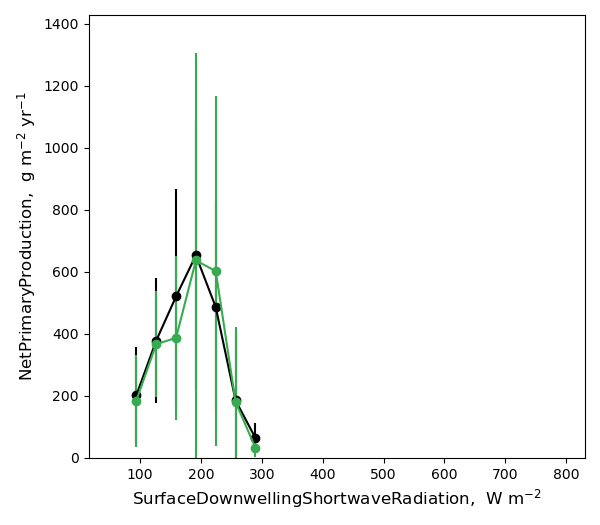 1400
1200
1000
800
600
400
200
0
NetPrimaryProduction, g m⁻² yr⁻¹
100 200 300 400 500 600 700 800
SurfaceDownwellingShortwaveRadiation, W m⁻²